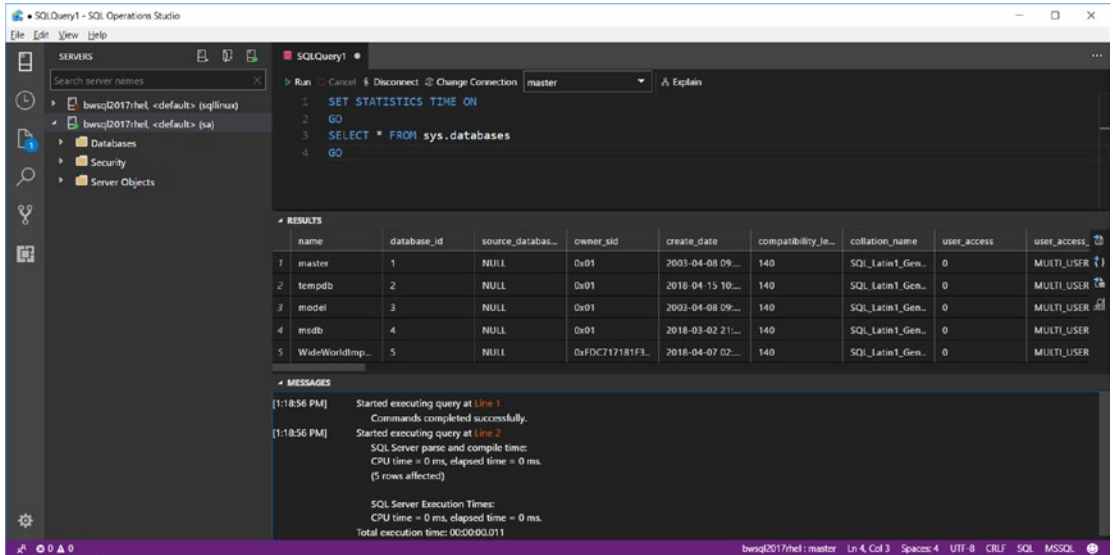 ● SQLQuery1 - SQL Operations Studio
File Edit View Help
SERVERS
Search server names
bwsql2017rhel, <default> (sqllinux)
bwsql2017rhel, <default> (sa)
Databases
Security
Server Objects
1
SQLQuery1 ●
Run Cancel Disconnect Change Connection master Explain
1 SET STATISTICS TIME ON
2 GO
3 SELECT * FROM sys.databases
4 GO
RESULTS
name database_id source_databas... owner_sid create_date compatibility_le... collation_name user_access user_access_
1 master 1 NULL 0x01 2003-04-08 09:... 140 SQL_Latin1_Gen... 0 MULTI_USER
2 tempdb 2 NULL 0x01 2018-04-15 10:... 140 SQL_Latin1_Gen... 0 MULTI_USER
3 model 3 NULL 0x01 2003-04-08 09:... 140 SQL_Latin1_Gen... 0 MULTI_USER
4 msdb 4 NULL 0x01 2018-03-02 21:... 140 SQL_Latin1_Gen... 0 MULTI_USER
5 WideWorldImp... 5 NULL 0xFDC717181F3... 2018-04-07 02:... 140 SQL_Latin1_Gen... 0 MULTI_USER
MESSAGES
[1:18:56 PM] Started executing query at Line 1
Commands completed successfully.
[1:18:56 PM] Started executing query at Line 2
SQL Server parse and compile time:
CPU time = 0 ms, elapsed time = 0 ms.
(5 rows affected)
SQL Server Execution Times:
CPU time = 0 ms, elapsed time = 0 ms.
Total execution time: 00:00:00.011
0 0 bwsql2017rhel : master Ln 4, Col 3 Spaces: 4 UTF-8 CRLF SQL MSSQL